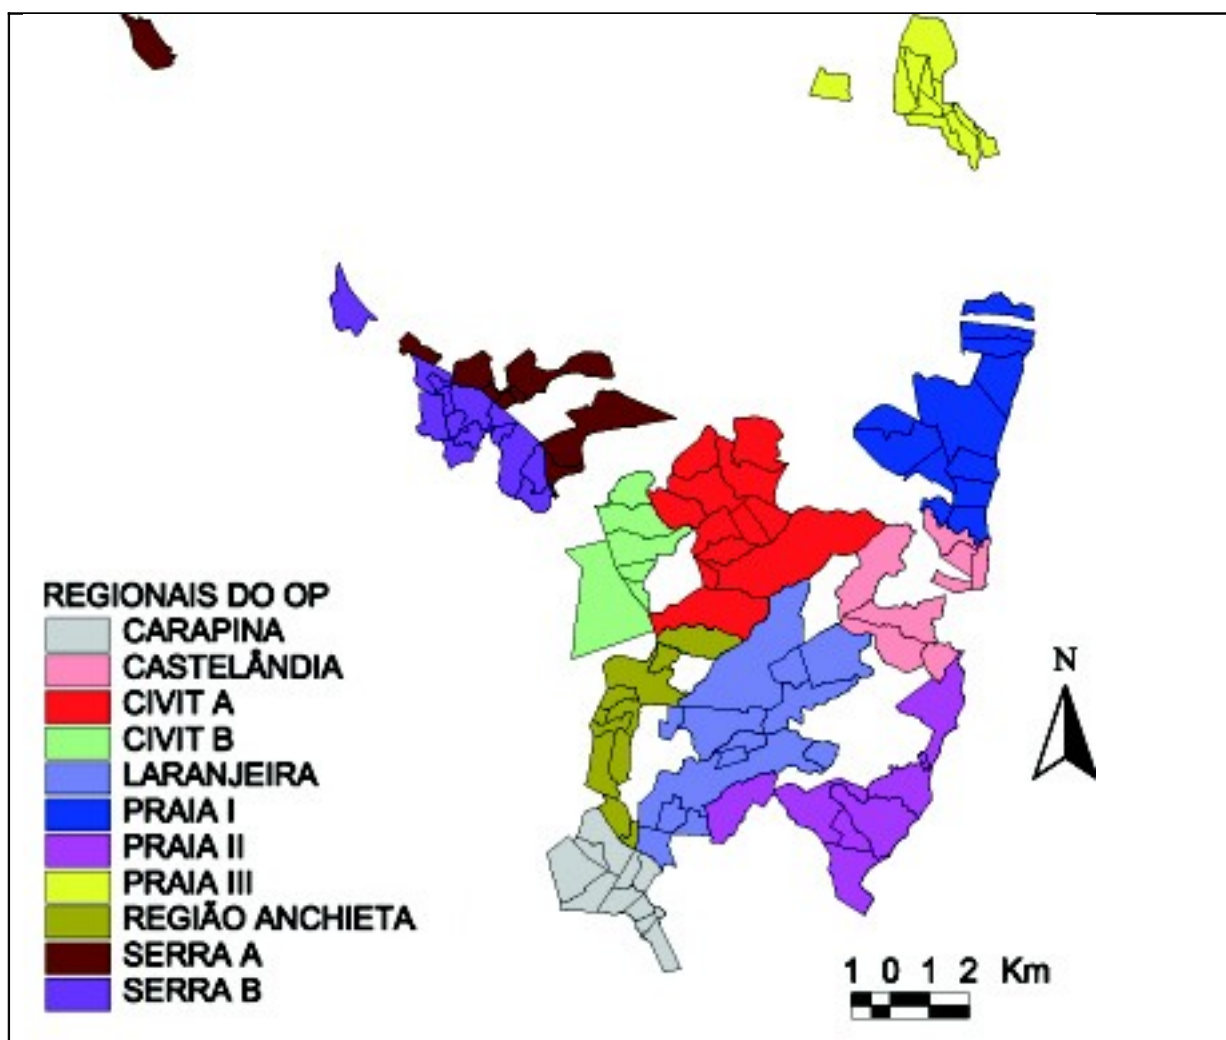 REGIONAIS DO OP
CARAPINA
CASTELÂNDIA
CIVIT A
CIVIT B
LARANJEIRA
PRAIA I
PRAIA II
PRAIA III
REGIÃO ANCHIETA
SERRA A
SERRA B
N
1 0 1 2 Km